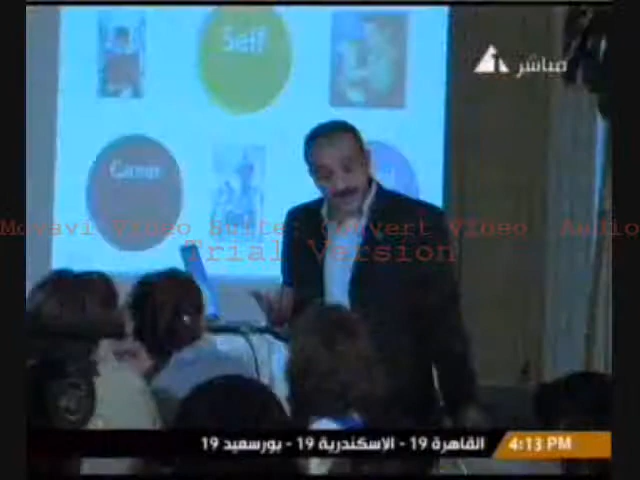 Self
مباشر
Career
Movavi Video Suite: Convert Video Audio
Trial Version
القاهرة 19 - الإسكندرية 19 - بورسعيد 19
4:13 PM